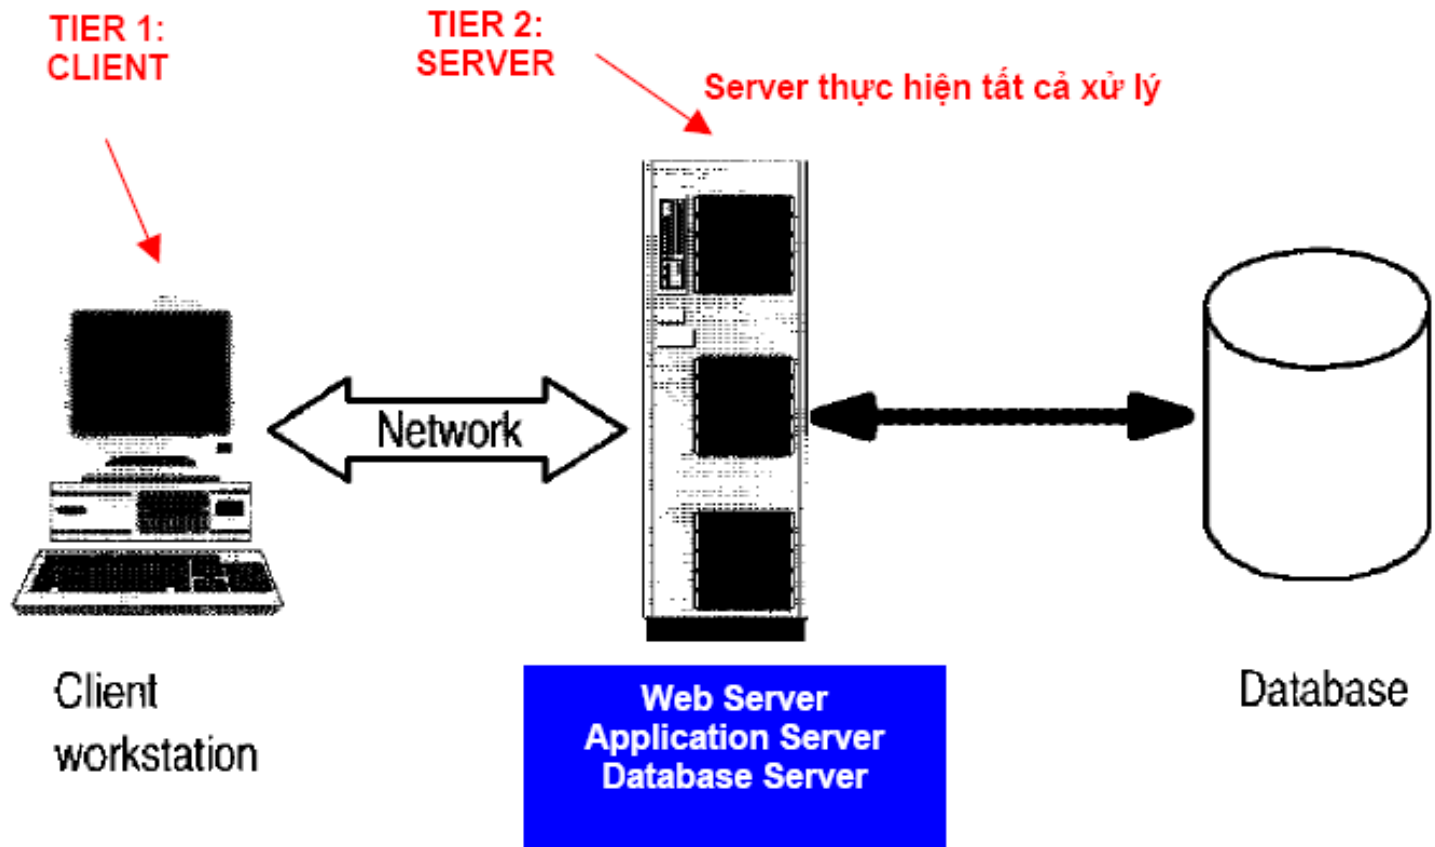 TIER 1:
CLIENT
TIER 2:
SERVER
Server thực hiện tất cả xử lý
Network
Client
workstation
Web Server
Application Server
Database Server
Database